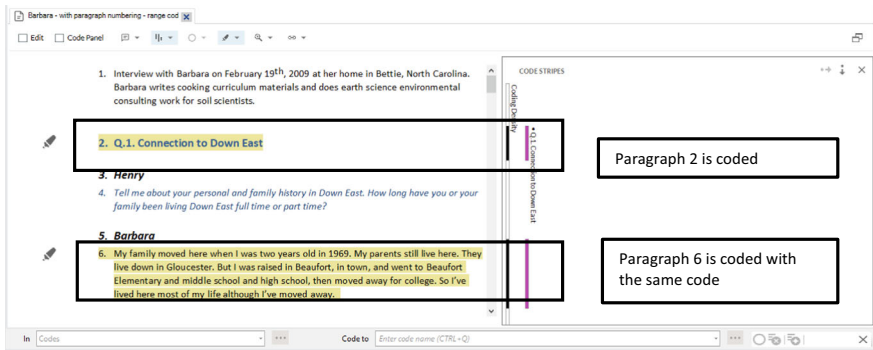 Barbara - with paragraph numbering - range cod
Edit Code Panel
1. Interview with Barbara on February 19th, 2009 at her home in Bettie, North Carolina.
Barbara writes cooking curriculum materials and does earth science environmental
consulting work for soil scientists.
2. Q.1. Connection to Down East
3. Henry
4. Tell me about your personal and family history in Down East. How long have you or your
family been living Down East full time or part time?
5. Barbara
6. My family moved here when I was two years old in 1969. My parents still live here. They
live down in Gloucester. But I was raised in Beaufort, in town, and went to Beaufort
Elementary and middle school and high school, then moved away for college. So I've
lived here most of my life although I've moved away.
CODE STRIPES
Coding Density
Q.1. Connection to Down East
Paragraph 2 is coded
Paragraph 6 is coded with
the same code
In Codes Code to Enter code name (CTRL+Q)